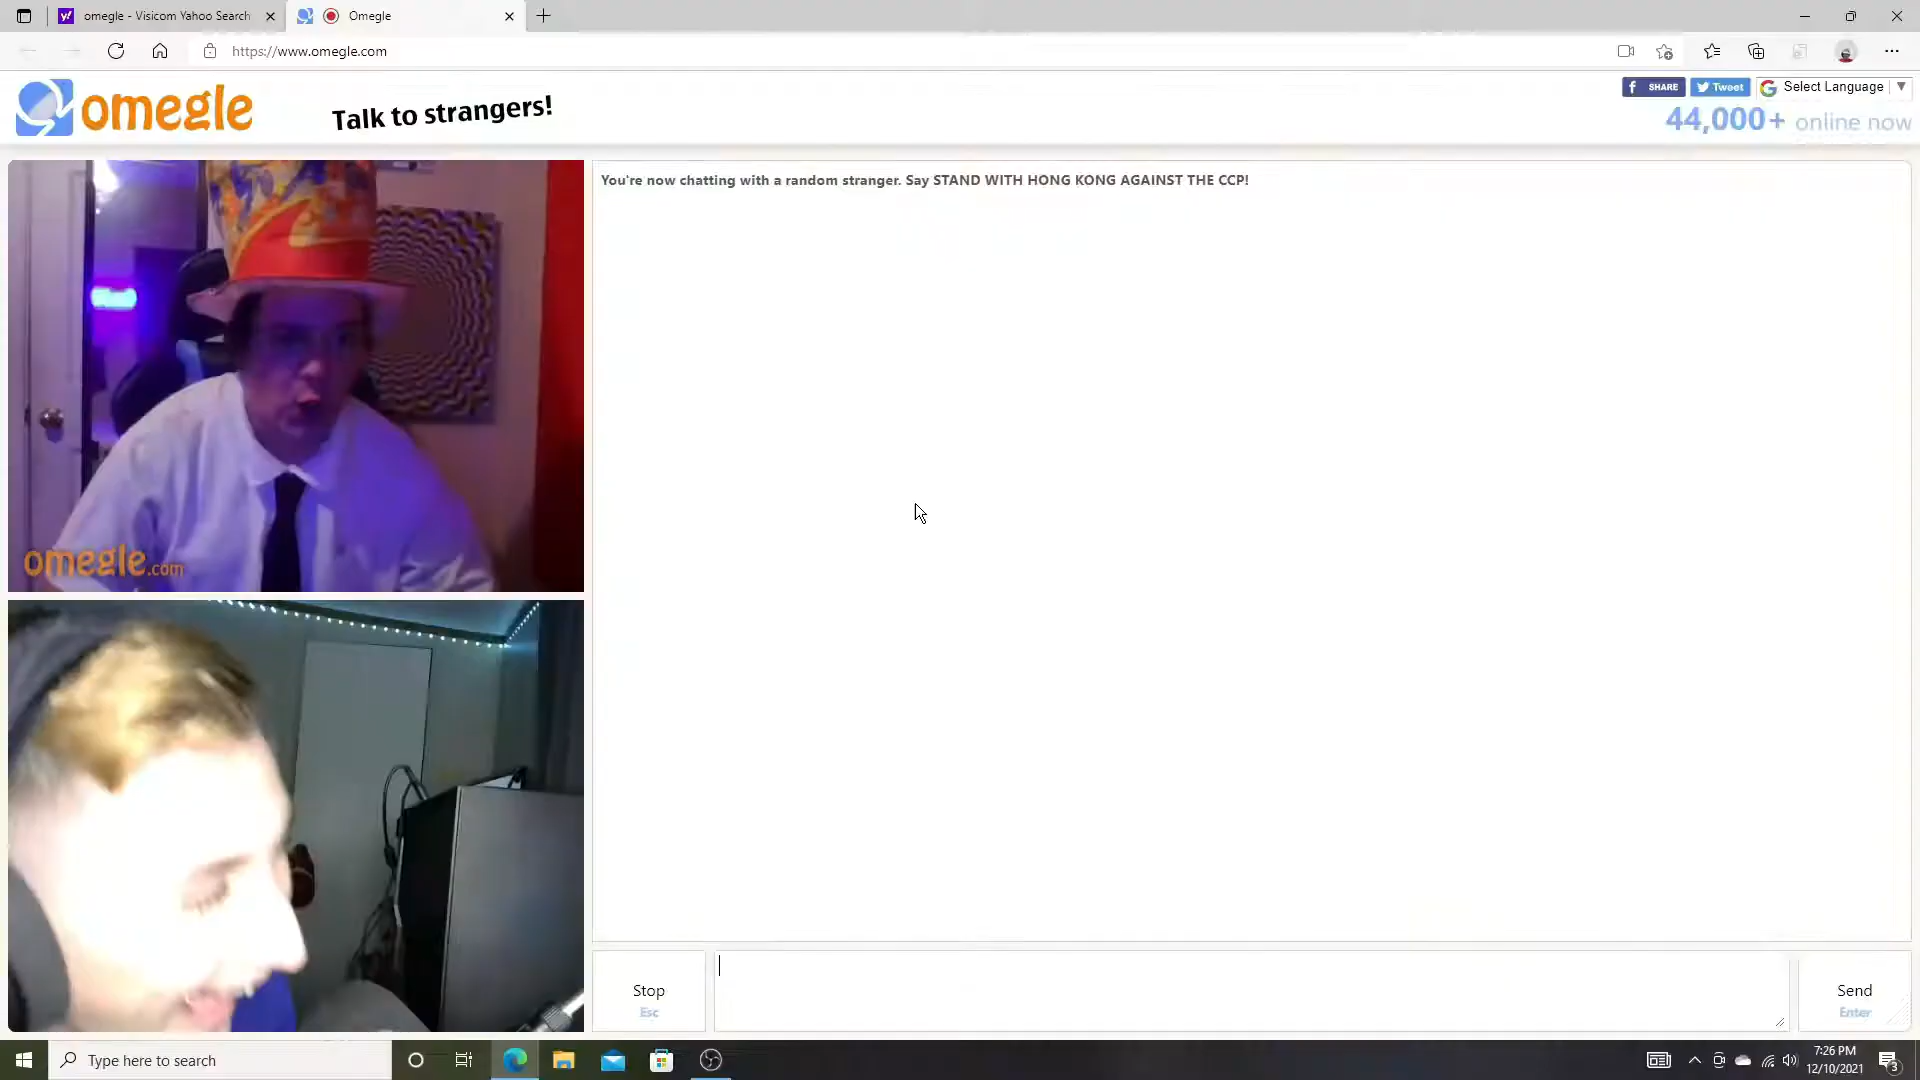 omegle - Visicom Yahoo Search
Omegle
https://www.omegle.com
omegle
Talk to strangers!
SHARE
Tweet
Select Language
44,000+ online now
You're now chatting with a random stranger. Say STAND WITH HONG KONG AGAINST THE CCP!
omegle.com
Stop
Esc
Send
Enter
Type here to search
7:26 PM
12/10/2021
3